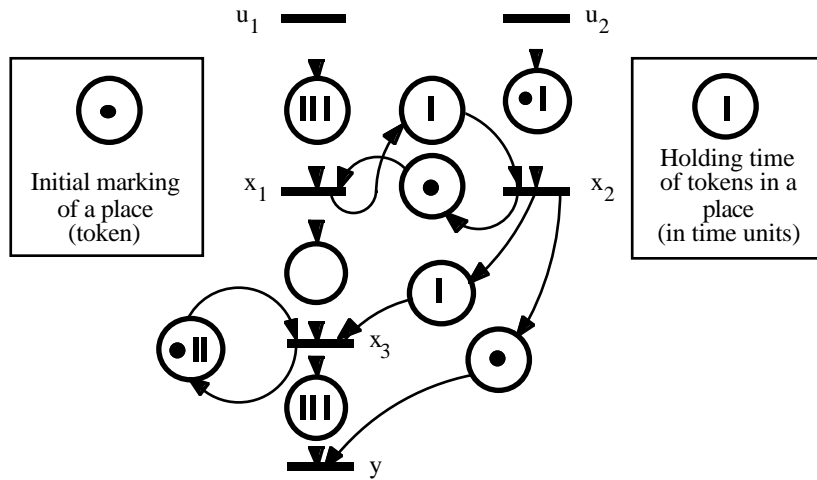 u1
u2
Initial marking
of a place
(token)
x1
x2
Holding time
of tokens in a
place
(in time units)
x3
y